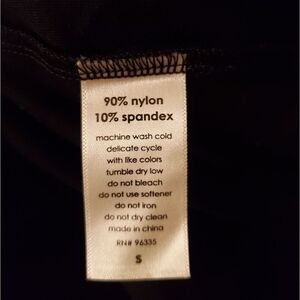 90% nylon
10% spandex
machine wash cold
delicate cycle
with like colors
tumble dry low
do not bleach
do not use softener
do not iron
do not dry clean
made in china
RN# 96335
S